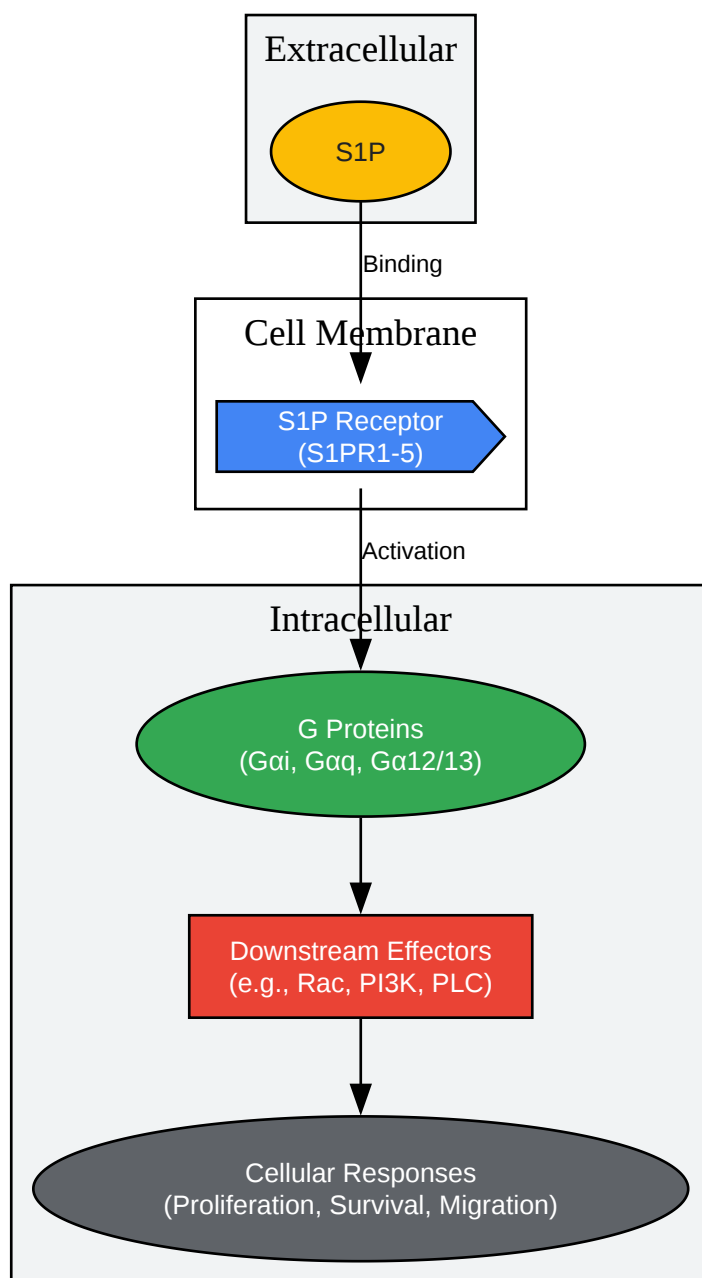 Extracellular
S1P
Binding
Cell Membrane
S1P Receptor
(S1PR1-5)
Activation
Intracellular
G Proteins
(Gαi, Gαq, Gα12/13)
Downstream Effectors
(e.g., Rac, PI3K, PLC)
Cellular Responses
(Proliferation, Survival, Migration)